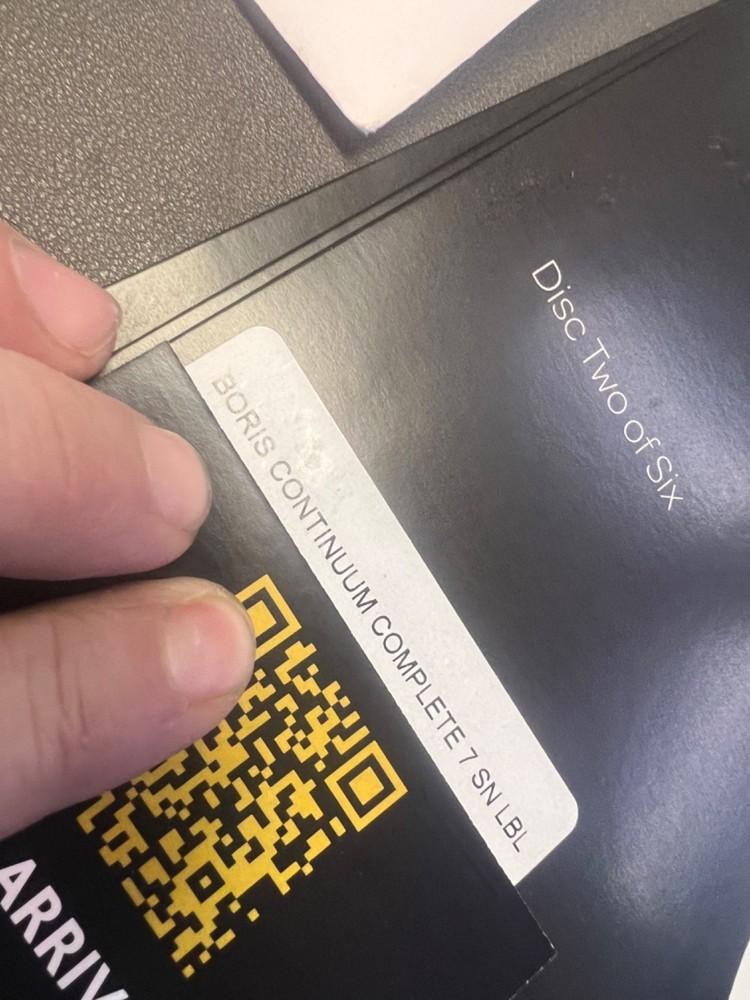 Disc Two of Six
BORIS CONTINUUM COMPLETE 7 SN LBL
ARRIV